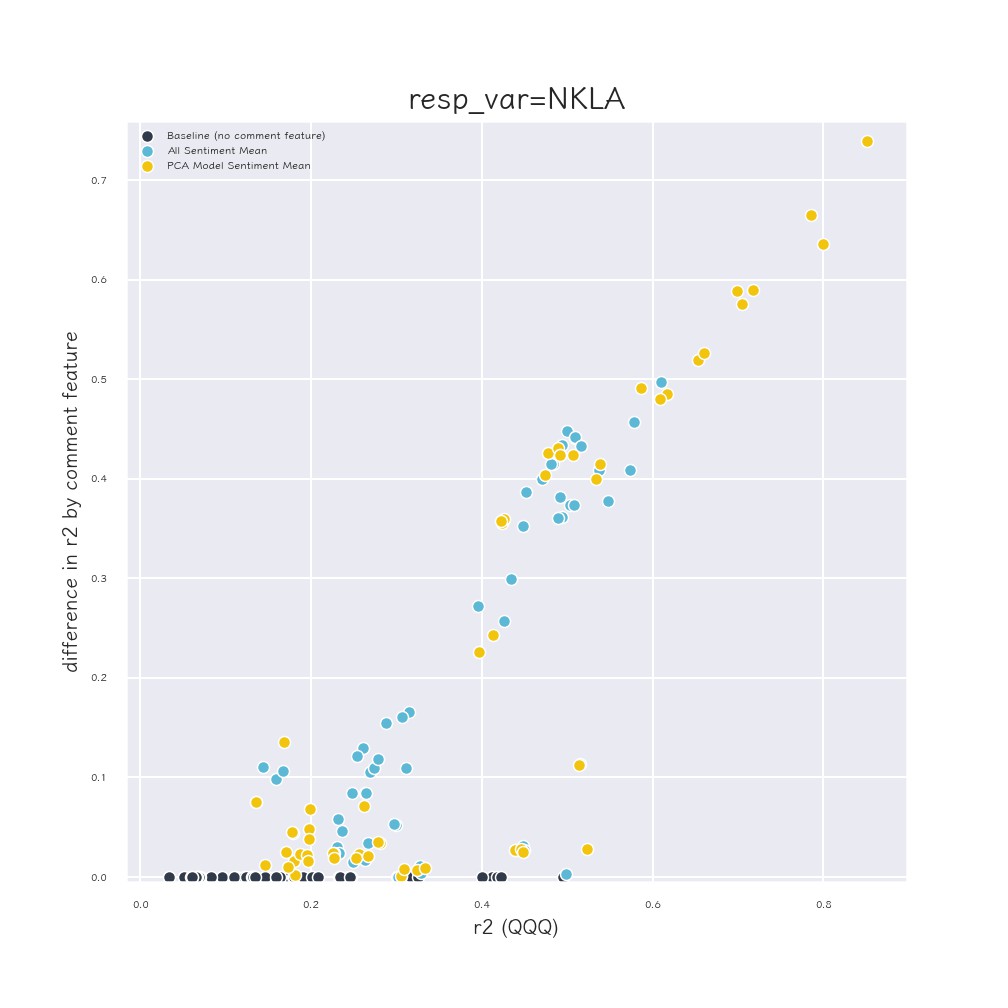 resp_var=NKLA
Baseline (no comment feature)
All Sentiment Mean
PCA Model Sentiment Mean
0.7
0.6
0.5
0.4
0.3
0.2
0.1
0.0
difference in r2 by comment feature
0.0 0.2 0.4 0.6 0.8
r2 (QQQ)